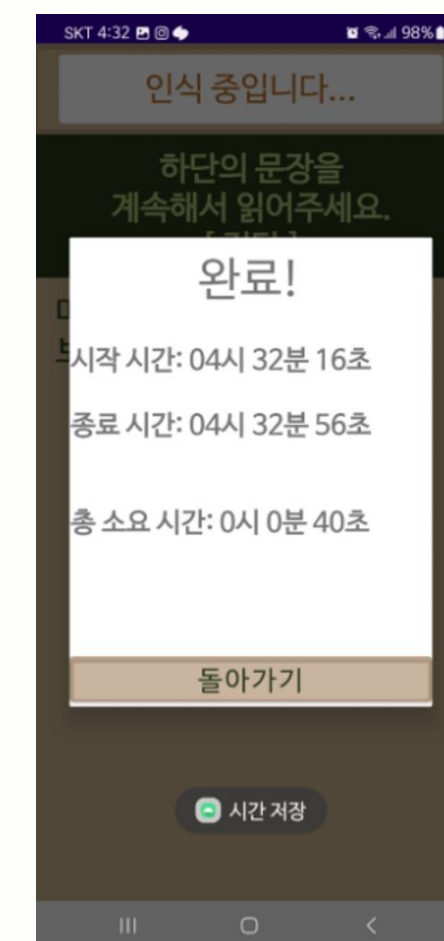 SKT 4:32 98%
인식 중입니다...
하단의 문장을
계속해서 읽어주세요.
완료!
시작 시간: 04시 32분 16초
종료 시간: 04시 32분 56초
총 소요 시간: 0시 0분 40초
돌아가기
시간 저장